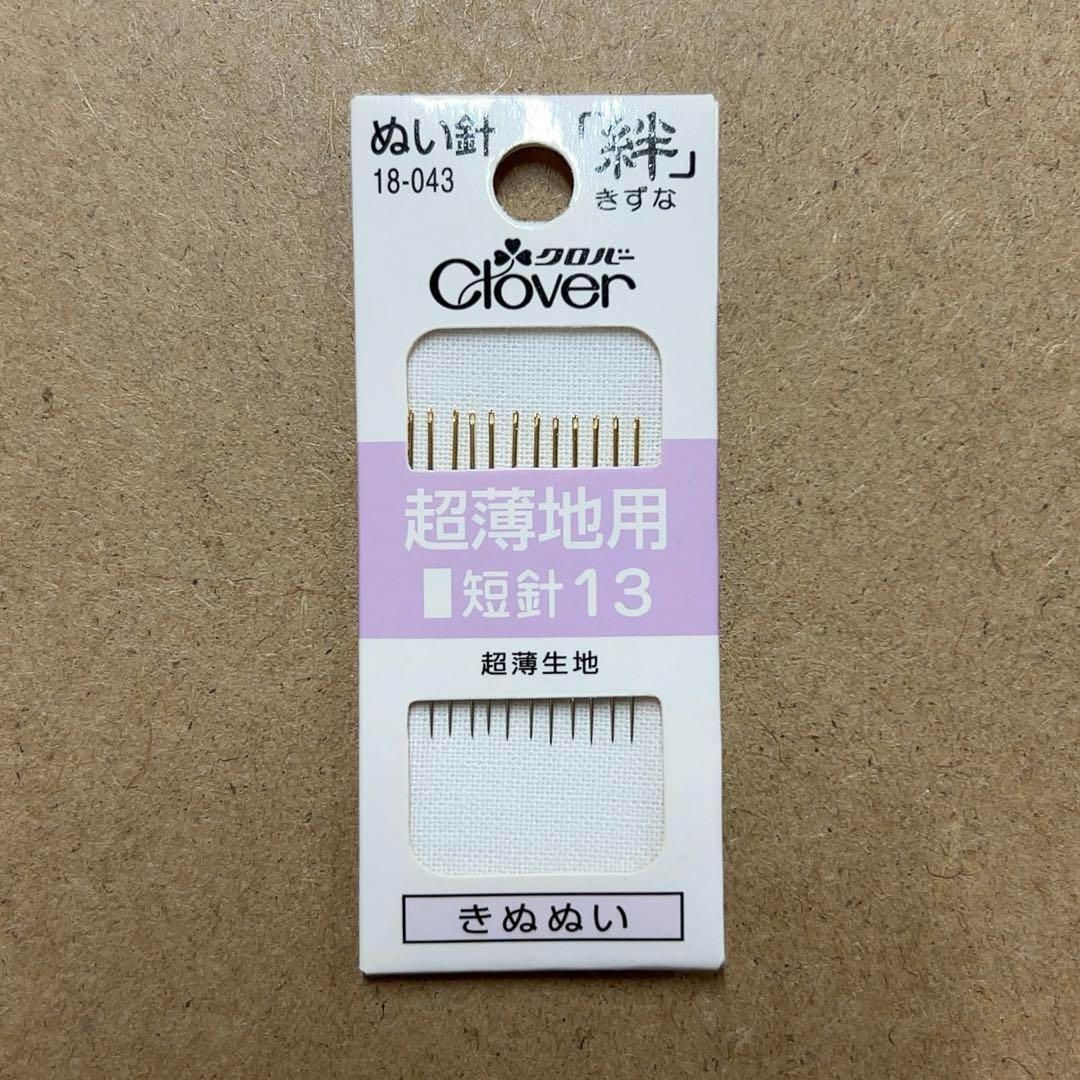 ぬい針 「絆」
18-043 きずな
クロバー
Clover
超薄地用
短針13
超薄生地
きぬぬい